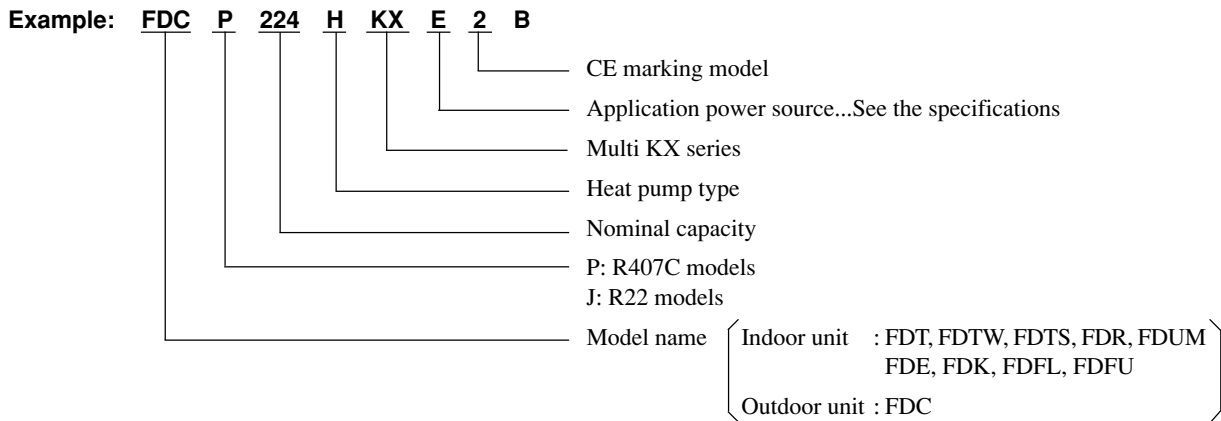 Example: FDC P 224 H KX E 2 B
CE marking model
Application power source...See the specifications
Multi KX series
Heat pump type
Nominal capacity
P: R407C models
J: R22 models
Model name Indoor unit : FDT, FDTW, FDTS, FDR, FDUM
FDE, FDK, FDFL, FDFU
Outdoor unit : FDC